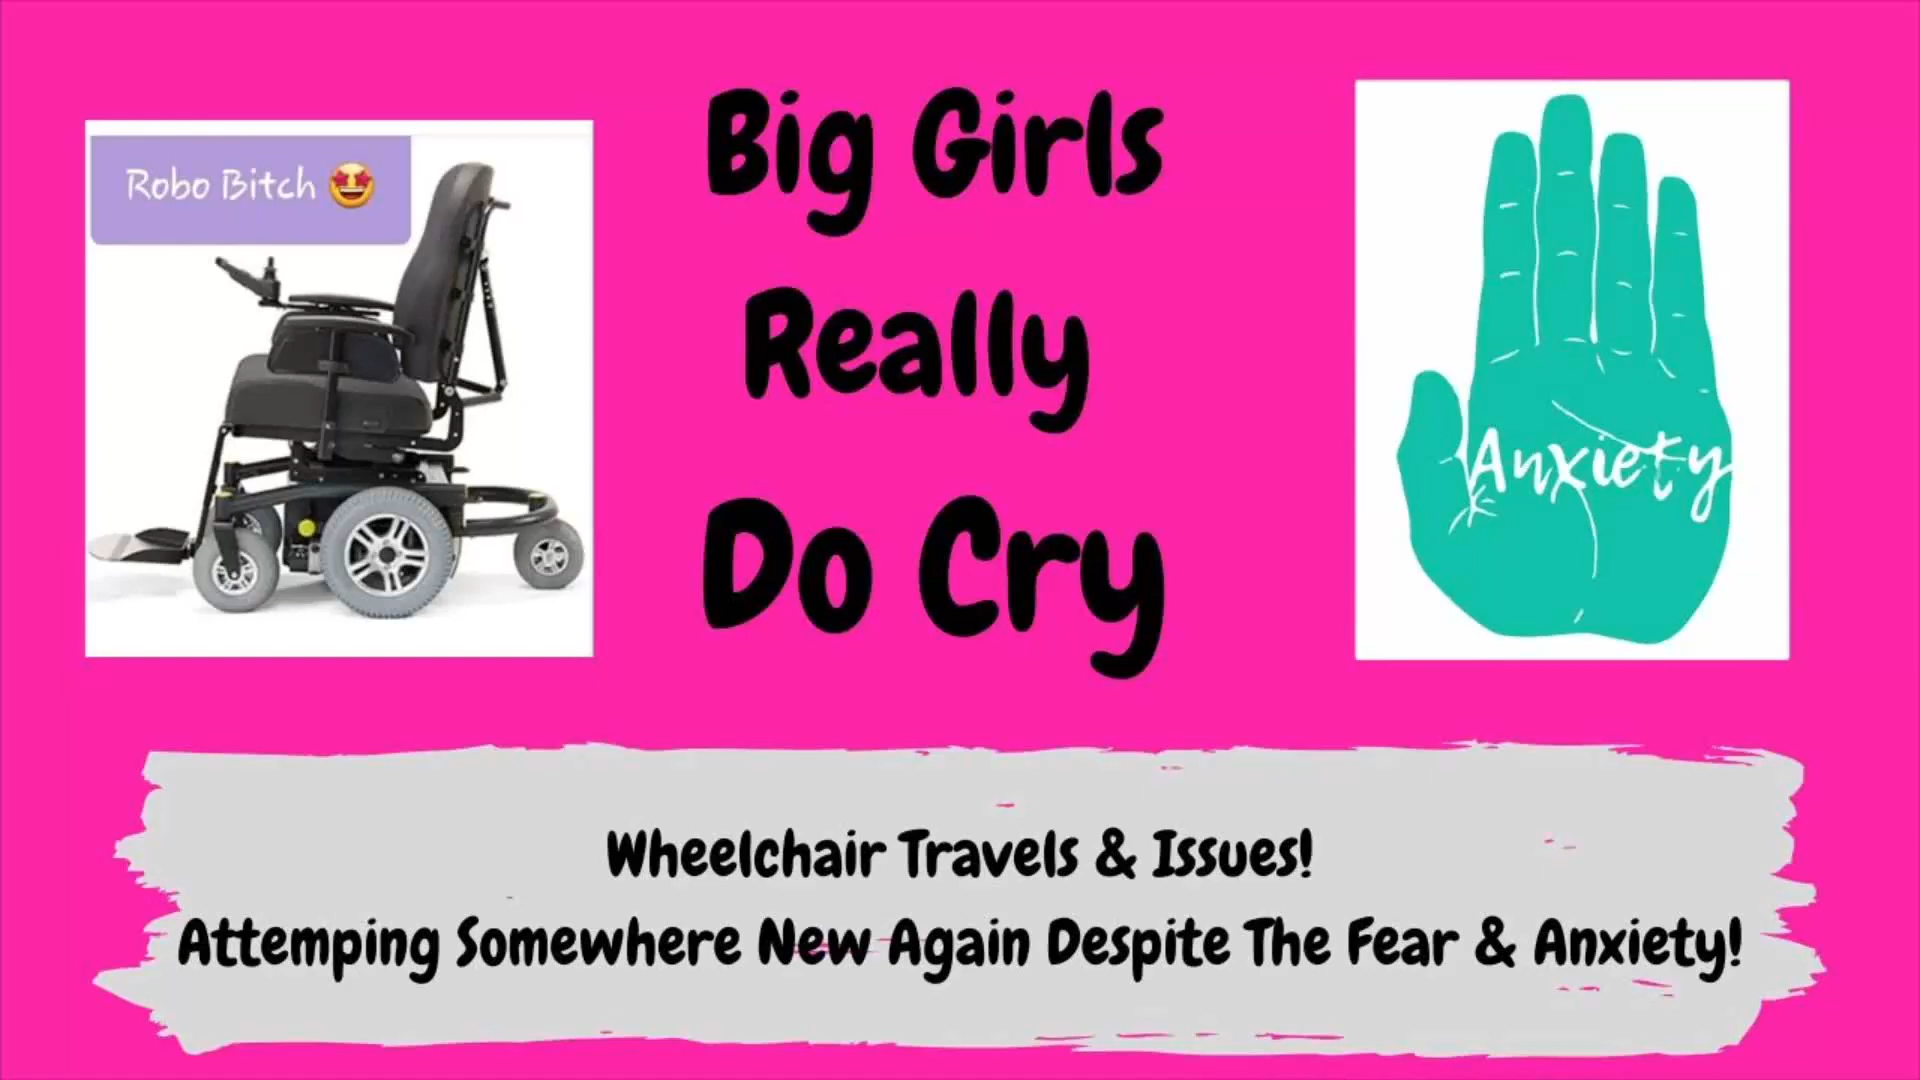 Robo Bitch 🤩
Big Girls
Really
Do Cry
Anxiety
Wheelchair Travels & Issues!
Attemping Somewhere New Again Despite The Fear & Anxiety!